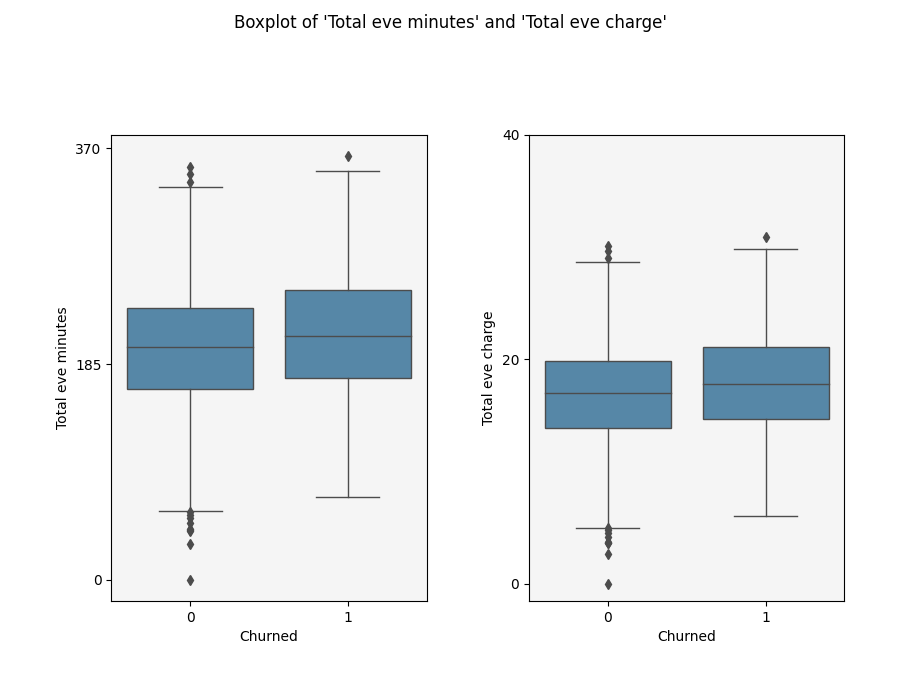 Boxplot of 'Total eve minutes' and 'Total eve charge'
Total eve minutes
370
185
0
0 1
Churned
Total eve charge
40
20
0
0 1
Churned